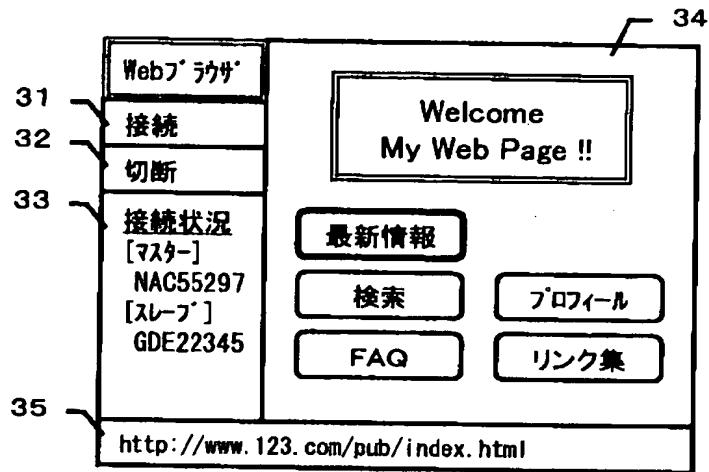 34
Webブラウザ
31
接続
32
切断
33
接続状況
[マスター]
NAC55297
[スレーブ]
GDE22345
Welcome
My Web Page !!
最新情報
検索
プロフィール
FAQ
リンク集
35
http://www.123.com/pub/index.html